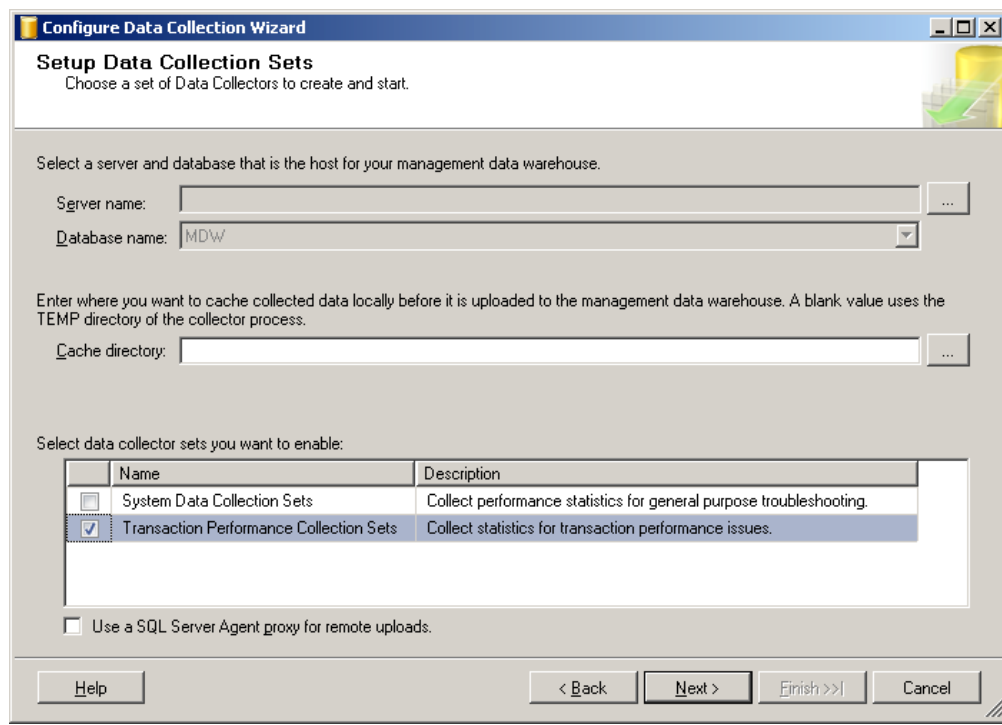 Configure Data Collection Wizard
Setup Data Collection Sets
Choose a set of Data Collectors to create and start.
Select a server and database that is the host for your management data warehouse.
Server name:
...
Database name: MDW
Enter where you want to cache collected data locally before it is uploaded to the management data warehouse. A blank value uses the
TEMP directory of the collector process.
Cache directory:
...
Select data collector sets you want to enable:
Name Description
System Data Collection Sets Collect performance statistics for general purpose troubleshooting.
Transaction Performance Collection Sets Collect statistics for transaction performance issues.
Use a SQL Server Agent proxy for remote uploads.
Help < Back Next > Finish >>| Cancel